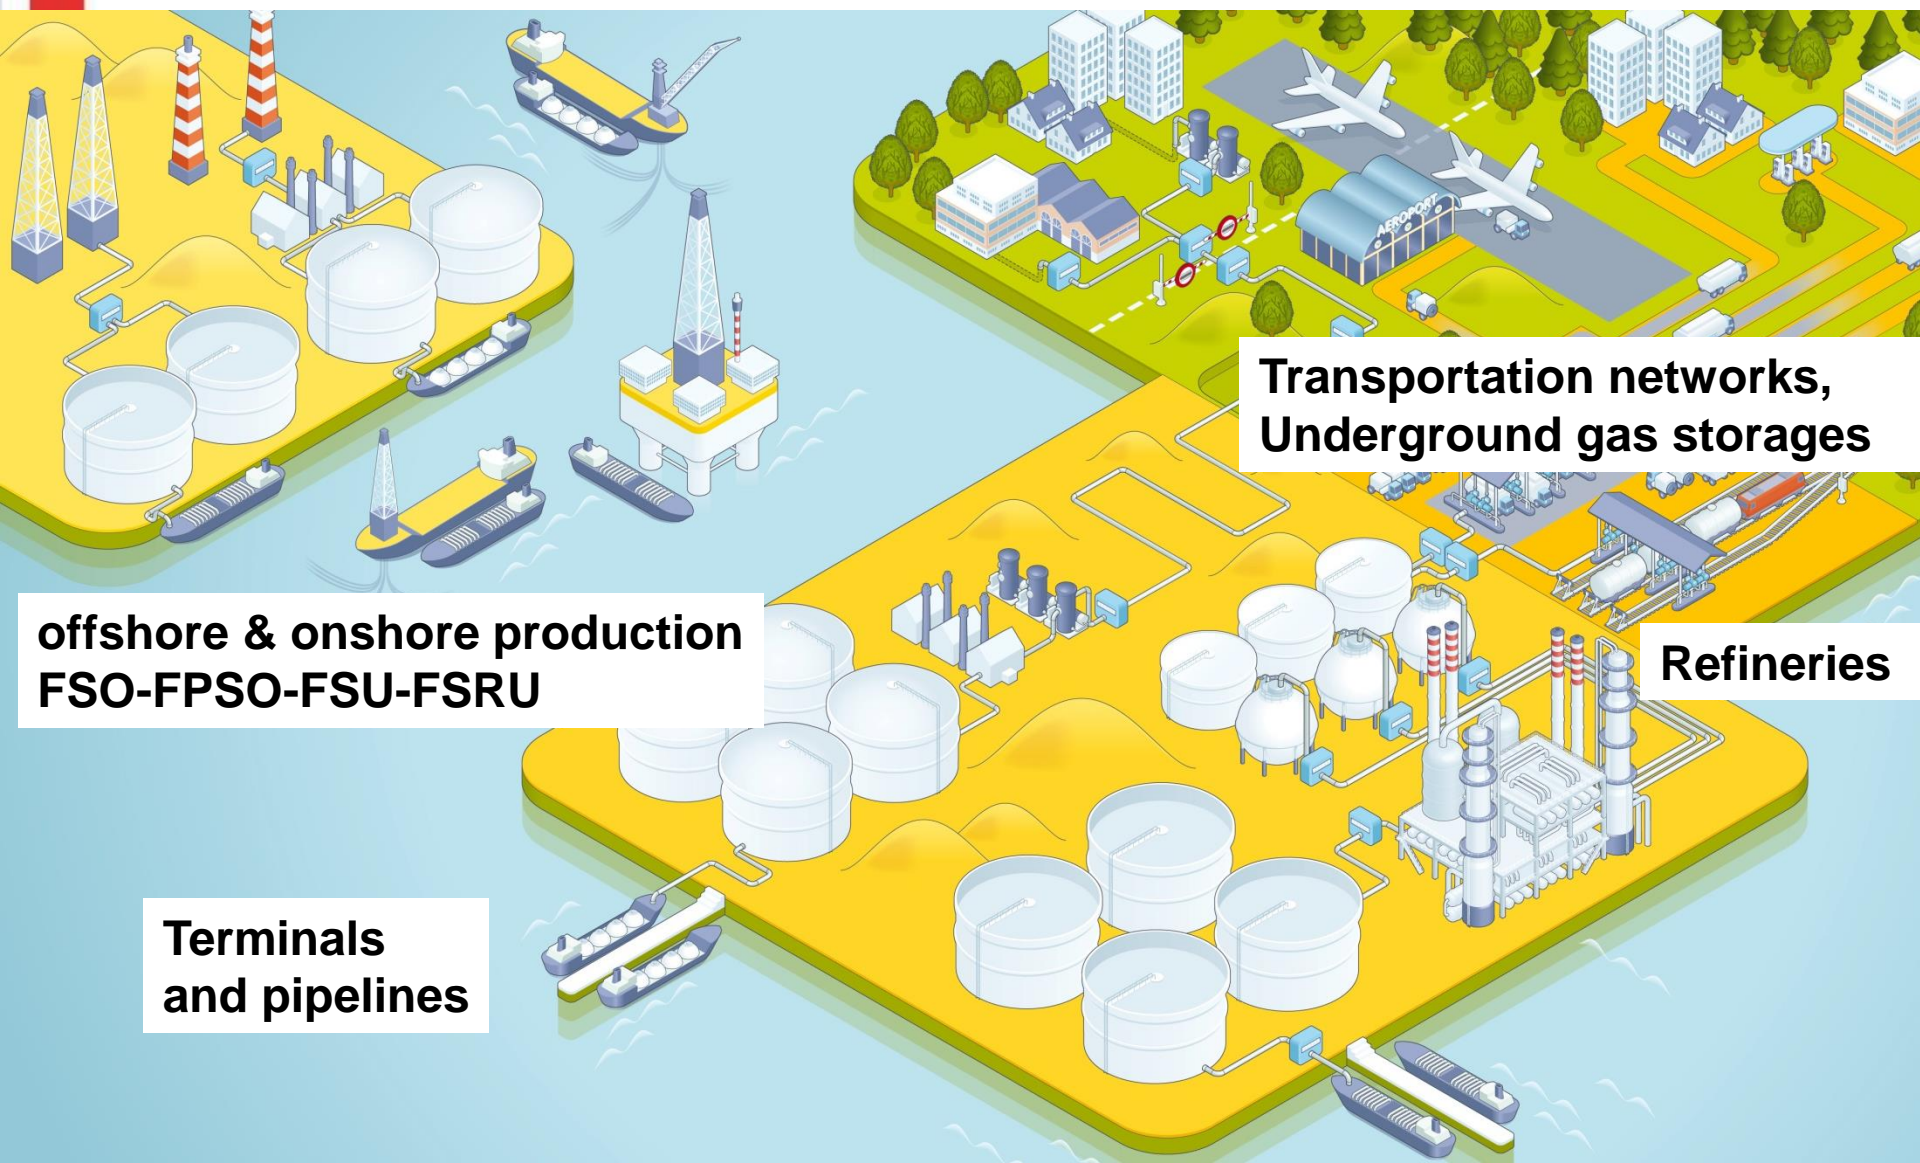 AEROPORT
Transportation networks,
Underground gas storages
offshore & onshore production
FSO-FPSO-FSU-FSRU
Refineries
Terminals
and pipelines